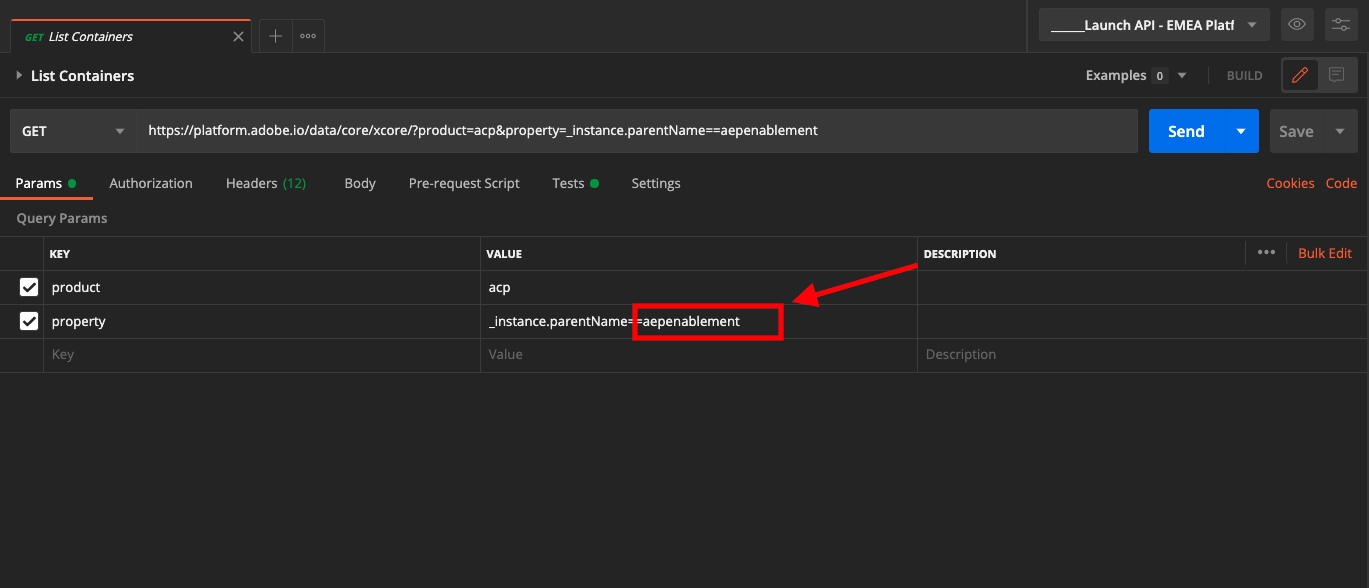 GET List Containers
______Launch API - EMEA Platf
List Containers
Examples 0
BUILD
GET
https://platform.adobe.io/data/core/xcore/?product=acp&property=_instance.parentName==aepenablement
Send
Save
Params
Authorization
Headers (12)
Body
Pre-request Script
Tests
Settings
Cookies
Code
Query Params
KEY
VALUE
DESCRIPTION
Bulk Edit
product
acp
property
_instance.parentName==aepenablement
Key
Value
Description